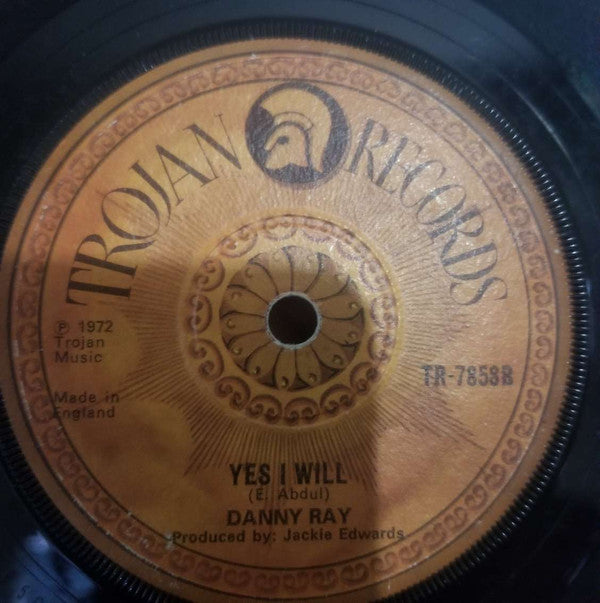 TROJAN RECORDS
℗ 1972
Trojan
Music
Made in
England
TR-7858B
YES I WILL
(E. Abdul)
DANNY RAY
Produced by: Jackie Edwards